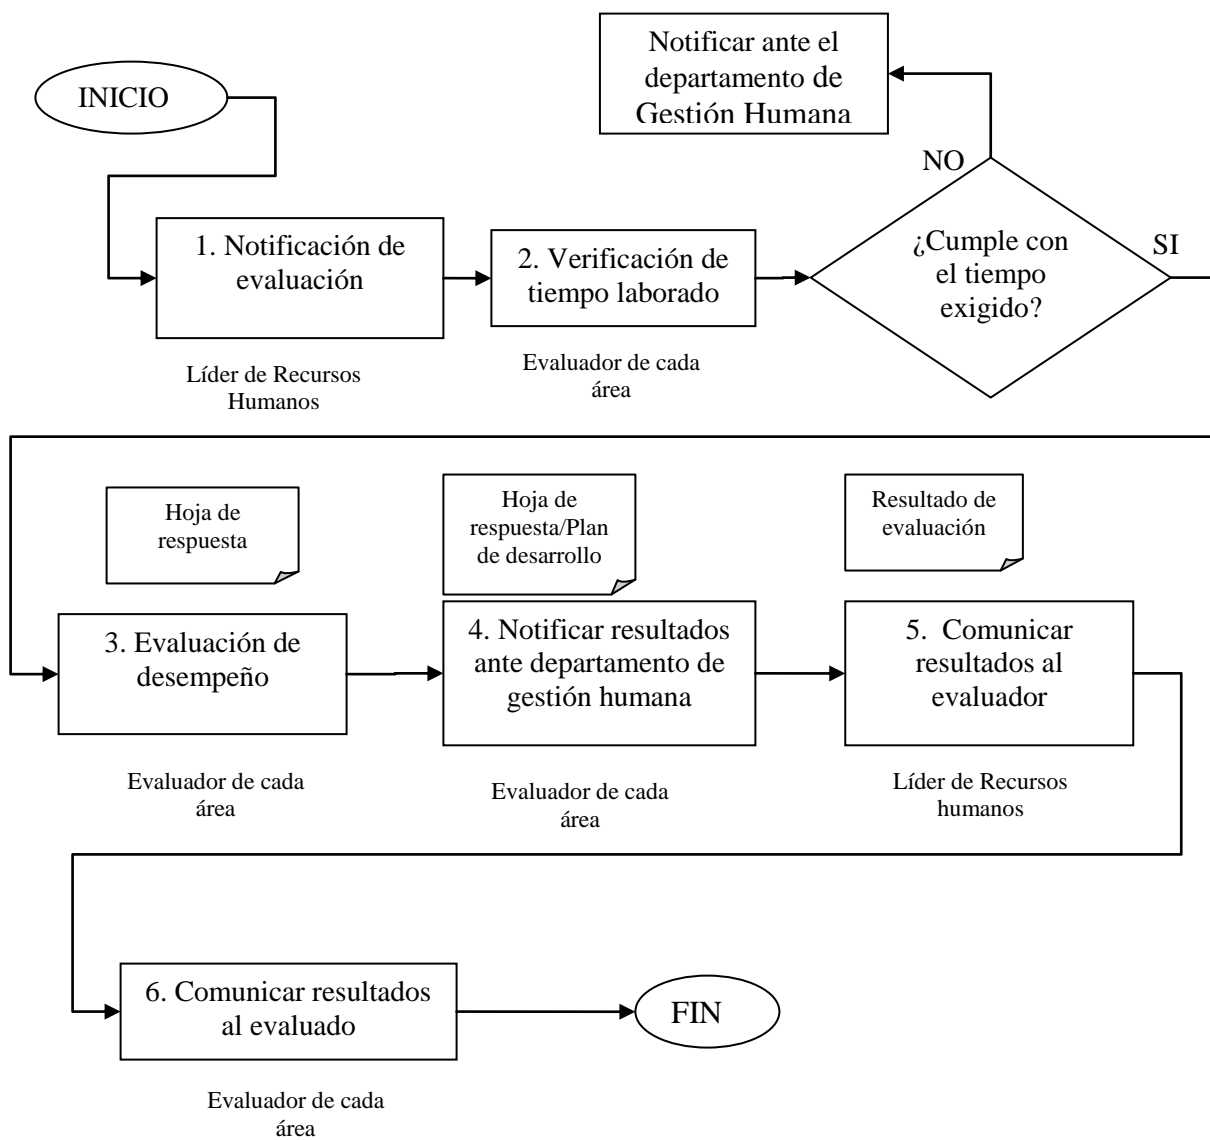 INICIO
Notificar ante el
departamento de
Gestión Humana
NO
1. Notificación de
evaluación
2. Verificación de
tiempo laborado
¿Cumple con
el tiempo
exigido?
SI
Líder de Recursos
Humanos
Evaluador de cada
área
Hoja de
respuesta
Hoja de
respuesta/Plan
de desarrollo
Resultado de
evaluación
3. Evaluación de
desempeño
4. Notificar resultados
ante departamento de
gestión humana
5. Comunicar
resultados al
evaluador
Evaluador de cada
área
Evaluador de cada
área
Líder de Recursos
humanos
6. Comunicar resultados
al evaluado
FIN
Evaluador de cada
área